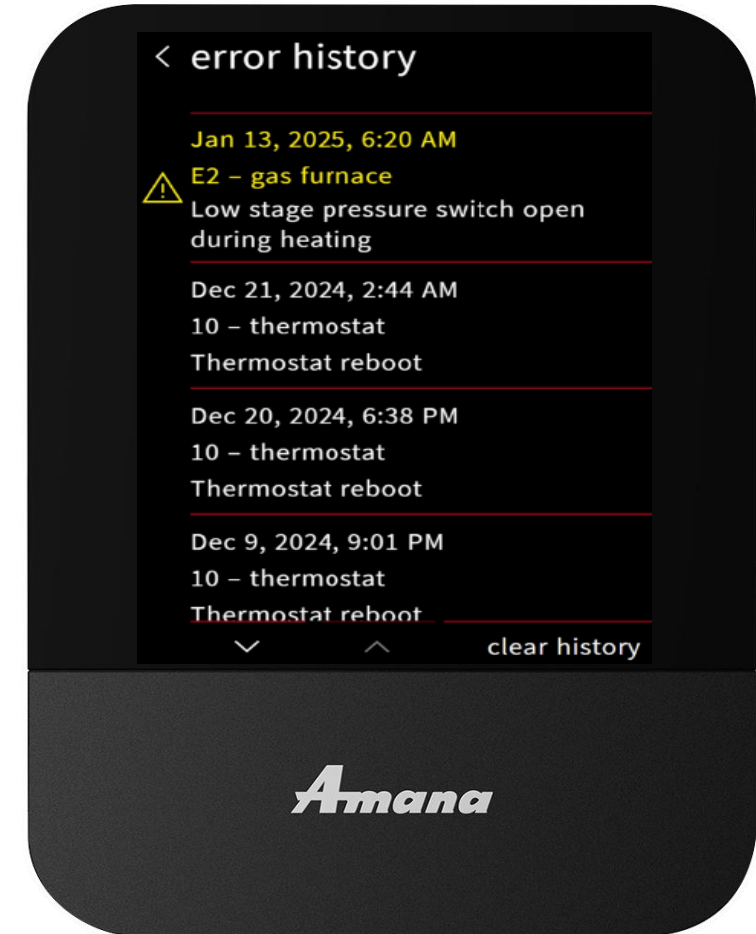 error history
Jan 13, 2025, 6:20 AM
E2 – gas furnace
Low stage pressure switch open
during heating
Dec 21, 2024, 2:44 AM
10 – thermostat
Thermostat reboot
Dec 20, 2024, 6:38 PM
10 – thermostat
Thermostat reboot
Dec 9, 2024, 9:01 PM
10 – thermostat
Thermostat reboot
clear history
Amana